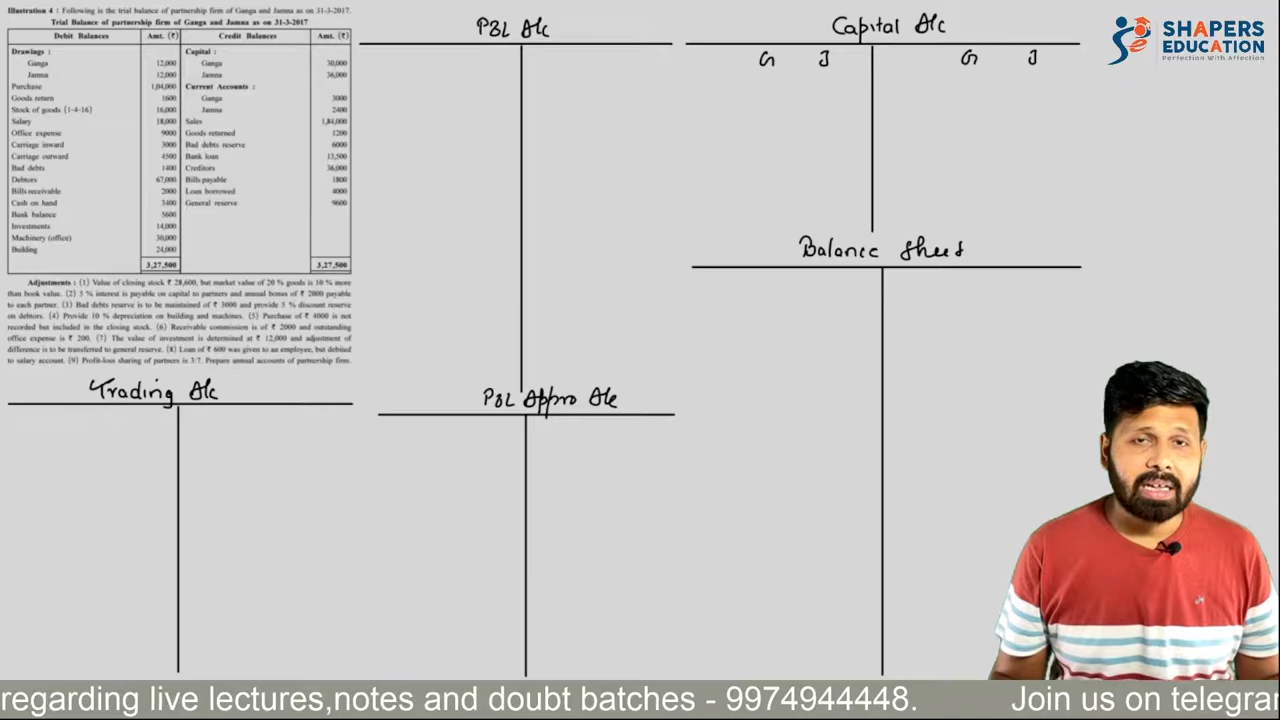 Illustration 4 : Following is the trial balance of partnership firm of Ganga and Jamna as on 31-3-2017.
Trial Balance of partnership firm of Ganga and Jamna as on 31-3-2017
Debit Balances Amt. (₹) Credit Balances Amt. (₹)
Drawings : Capital :
Ganga 12,000 Ganga 30,000
Jamna 12,000 Jamna 36,000
Purchase 1,04,000 Current Accounts :
Goods return 1600 Ganga 3000
Stock of goods (1-4-16) 16,000 Jamna 2400
Salary 18,000 Sales 1,84,000
Office expense 9000 Goods returned 1200
Carriage inward 3000 Bad debts reserve 6000
Carriage outward 4500 Bank loan 13,500
Bad debts 1400 Creditors 36,000
Debtors 67,000 Bills payable 1800
Bills receivable 2000 Loan borrowed 4000
Cash on hand 3400 General reserve 9600
Bank balance 5600
Investments 14,000
Machinery (office) 30,000
Building 24,000
3,27,500 3,27,500
Adjustments : (1) Value of closing stock ₹ 28,600, but market value of 20 % goods is 10 % more
than book value. (2) 5 % interest is payable on capital to partners and annual bonus of ₹ 2000 payable
to each partner. (3) Bad debts reserve is to be maintained of ₹ 3000 and provide 5 % discount reserve
on debtors. (4) Provide 10 % depreciation on building and machines. (5) Purchase of ₹ 4000 is not
recorded but included in the closing stock. (6) Receivable commission is of ₹ 2000 and outstanding
office expense is ₹ 200. (7) The value of investment is determined at ₹ 12,000 and adjustment of
difference is to be transferred to general reserve. (8) Loan of ₹ 600 was given to an employee, but debited
to salary account. (9) Profit-loss sharing of partners is 3:7. Prepare annual accounts of partnership firm.
P&L A/c
Capital A/c
G J G J
SHAPERS
EDUCATION
Perfection With Affection
Balance Sheet
Trading A/c
P&L Appro A/c
regarding live lectures,notes and doubt batches - 9974944448. Join us on telegra